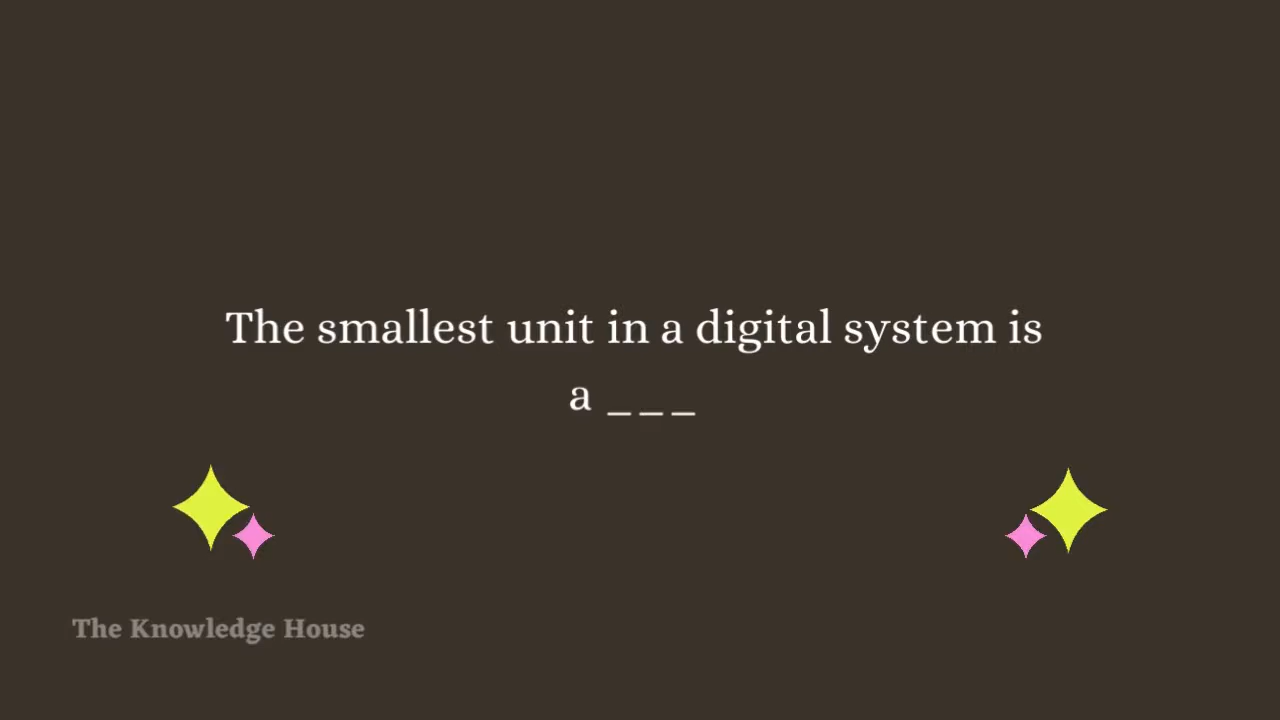 The smallest unit in a digital system is
a _ _ _
The Knowledge House